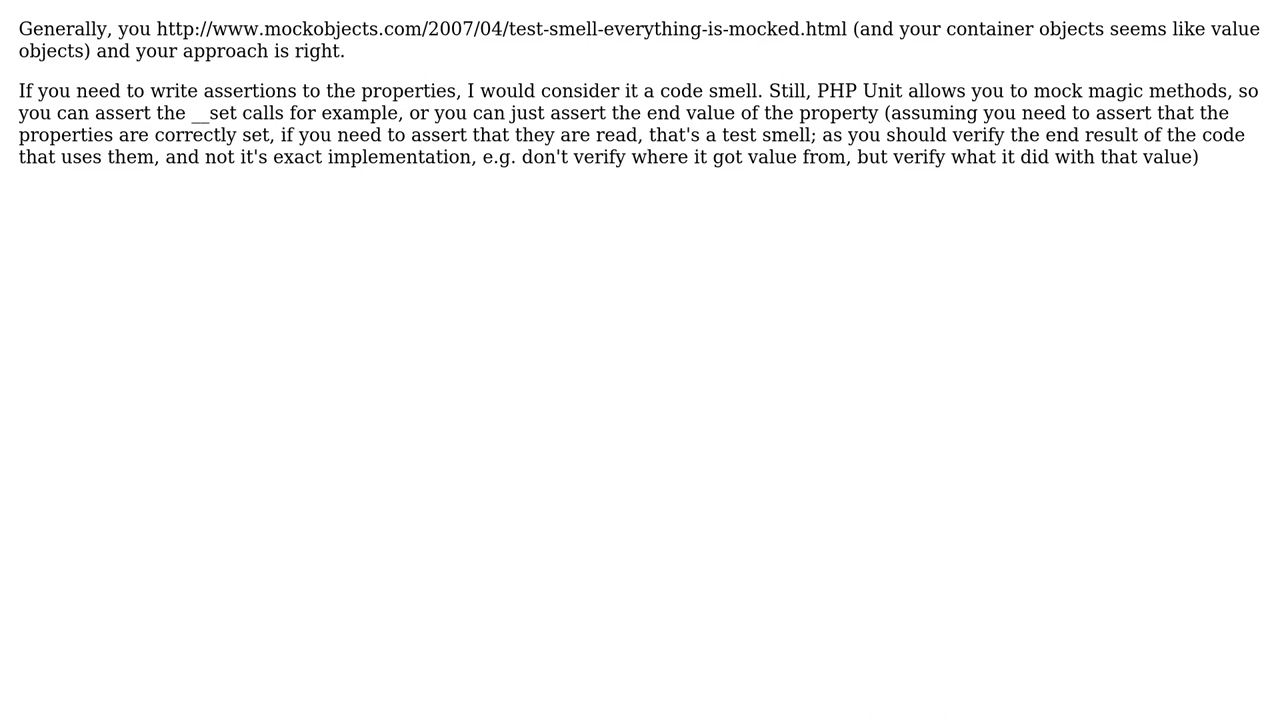 Generally, you http://www.mockobjects.com/2007/04/test-smell-everything-is-mocked.html (and your container objects seems like value
objects) and your approach is right.
If you need to write assertions to the properties, I would consider it a code smell. Still, PHP Unit allows you to mock magic methods, so
you can assert the __set calls for example, or you can just assert the end value of the property (assuming you need to assert that the
properties are correctly set, if you need to assert that they are read, that's a test smell; as you should verify the end result of the code
that uses them, and not it's exact implementation, e.g. don't verify where it got value from, but verify what it did with that value)